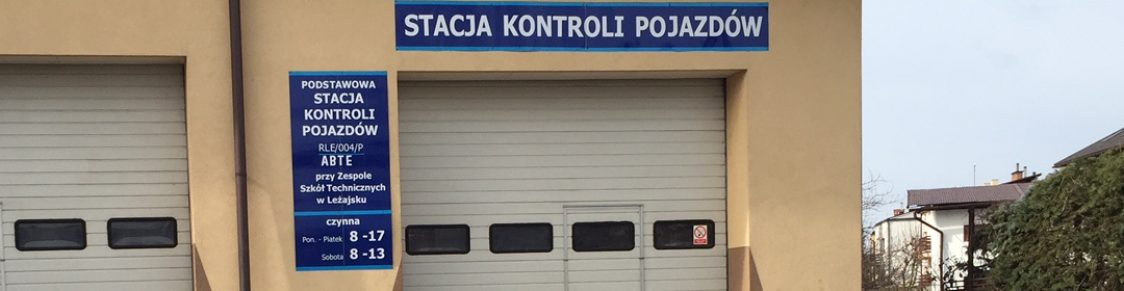 STACJA KONTROLI POJAZDÓW
PODSTAWOWA
STACJA
KONTROLI
POJAZDÓW
RLE/004/P
ABTE
przy Zespole
Szkół Technicznych
w Leżajsku
czynna
Pon. - Piatek 8 -17
Sobota 8 -13